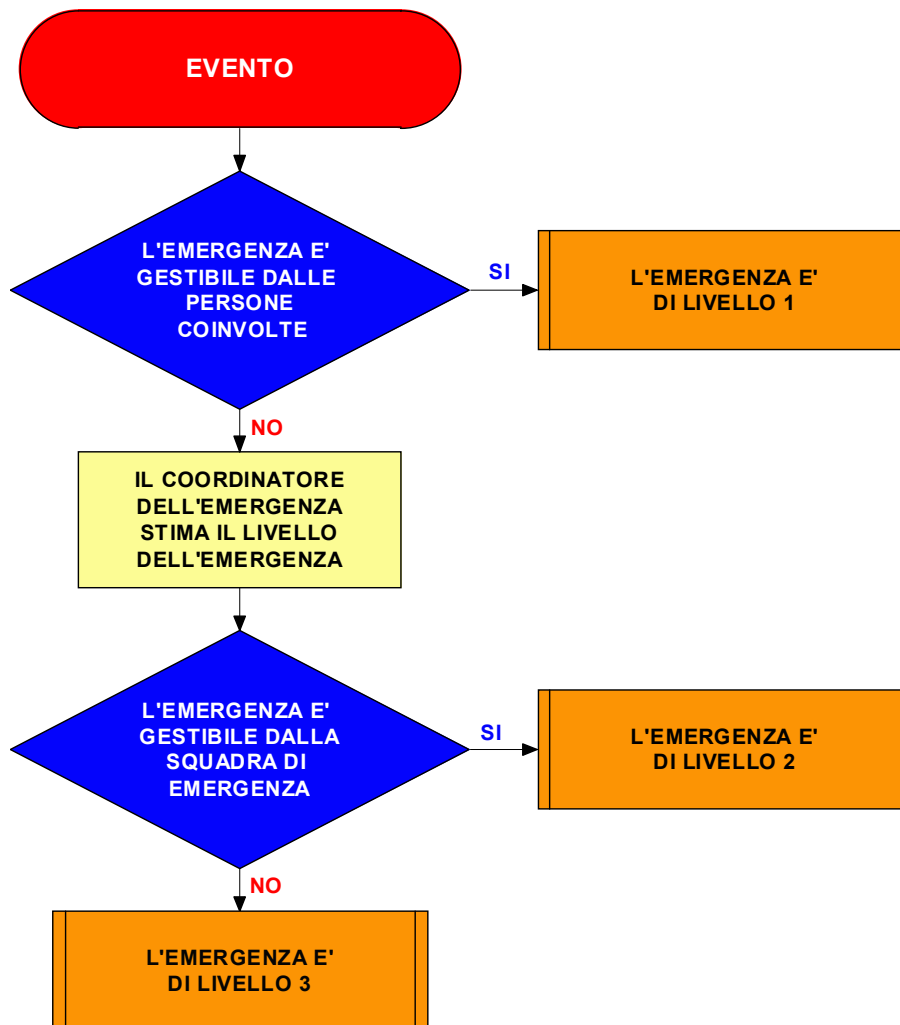 EVENTO
L'EMERGENZA E'
GESTIBILE DALLE
PERSONE
COINVOLTE
SI
L'EMERGENZA E'
DI LIVELLO 1
NO
IL COORDINATORE
DELL'EMERGENZA
STIMA IL LIVELLO
DELL'EMERGENZA
L'EMERGENZA E'
GESTIBILE DALLA
SQUADRA DI
EMERGENZA
SI
L'EMERGENZA E'
DI LIVELLO 2
NO
L'EMERGENZA E'
DI LIVELLO 3